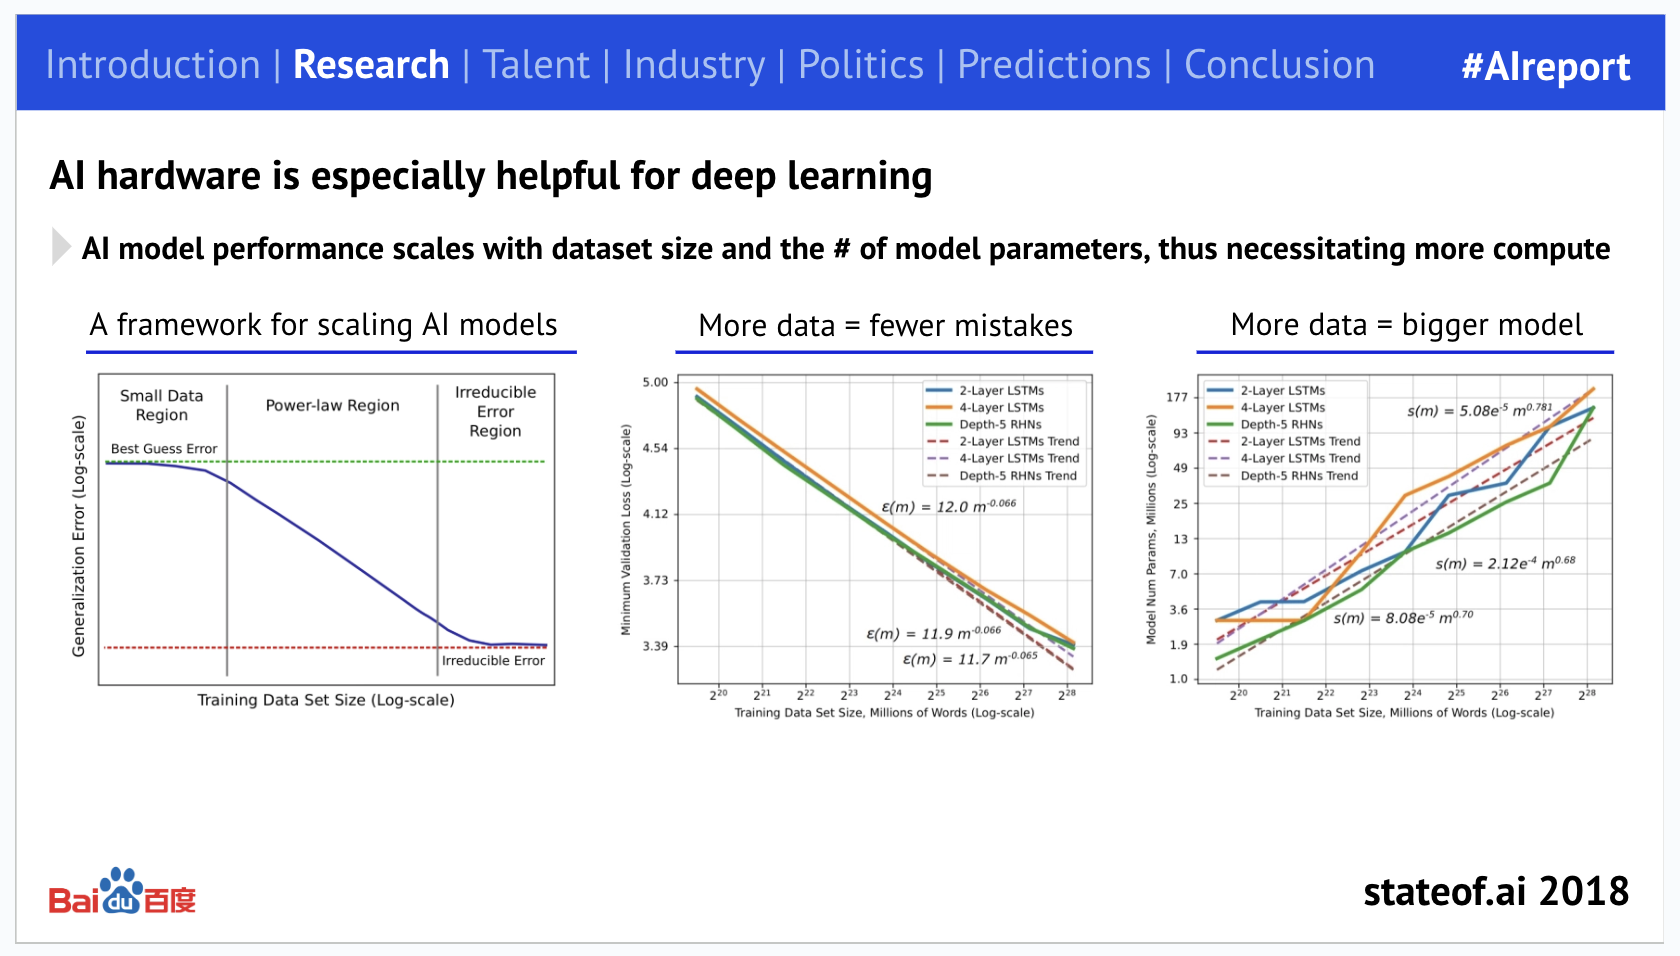 Introduction | Research | Talent | Industry | Politics | Predictions | Conclusion
#AIreport
AI hardware is especially helpful for deep learning
AI model performance scales with dataset size and the # of model parameters, thus necessitating more compute
A framework for scaling AI models
Generalization Error (Log-scale)
Small Data
Region
Power-law Region
Irreducible
Error
Region
Best Guess Error
Irreducible Error
Training Data Set Size (Log-scale)
More data = fewer mistakes
Minimum Validation Loss (Log-scale)
5.00
4.54
4.12
3.73
3.39
2-Layer LSTMs
4-Layer LSTMs
Depth-5 RHNs
2-Layer LSTMs Trend
4-Layer LSTMs Trend
Depth-5 RHNs Trend
ε(m) = 12.0 m^-0.066
ε(m) = 11.9 m^-0.066
ε(m) = 11.7 m^-0.065
2^20 2^21 2^22 2^23 2^24 2^25 2^26 2^27 2^28
Training Data Set Size, Millions of Words (Log-scale)
More data = bigger model
Model Num Params, Millions (Log-scale)
177
93
49
25
13
7.0
3.6
1.9
1.0
2-Layer LSTMs
4-Layer LSTMs
Depth-5 RHNs
2-Layer LSTMs Trend
4-Layer LSTMs Trend
Depth-5 RHNs Trend
s(m) = 5.08e^-5 m^0.781
s(m) = 2.12e^-4 m^0.68
s(m) = 8.08e^-5 m^0.70
2^20 2^21 2^22 2^23 2^24 2^25 2^26 2^27 2^28
Training Data Set Size, Millions of Words (Log-scale)
Baidu百度
stateof.ai 2018